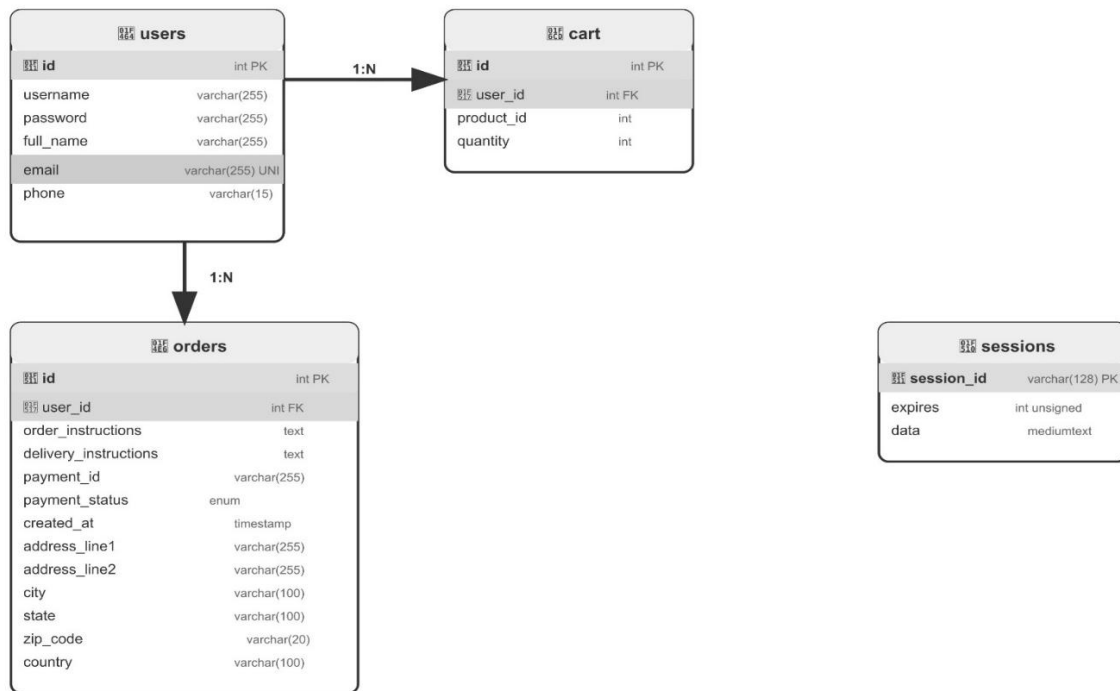 users
id int PK
username varchar(255)
password varchar(255)
full_name varchar(255)
email varchar(255) UNI
phone varchar(15)
1:N
cart
id int PK
user_id int FK
product_id int
quantity int
1:N
orders
id int PK
user_id int FK
order_instructions text
delivery_instructions text
payment_id varchar(255)
payment_status enum
created_at timestamp
address_line1 varchar(255)
address_line2 varchar(255)
city varchar(100)
state varchar(100)
zip_code varchar(20)
country varchar(100)
sessions
session_id varchar(128) PK
expires int unsigned
data mediumtext